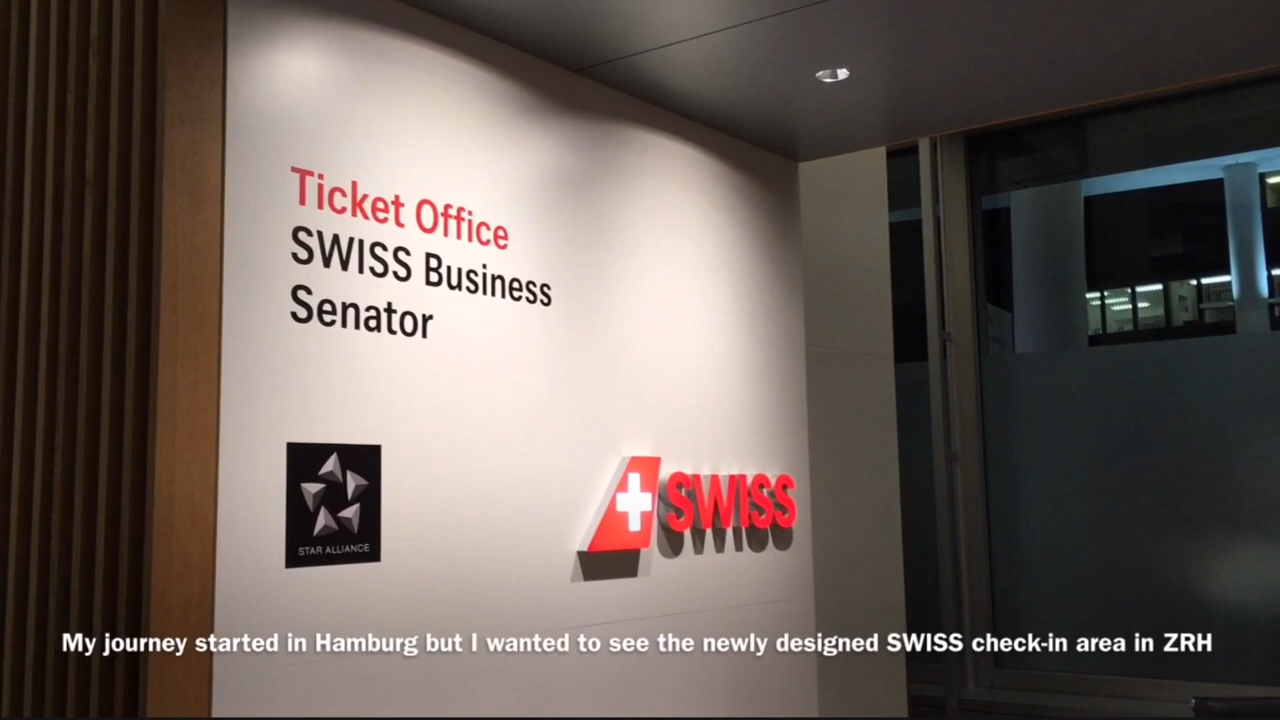 Ticket Office
SWISS Business
Senator
STAR ALLIANCE
SWISS
My journey started in Hamburg but I wanted to see the newly designed SWISS check-in area in ZRH